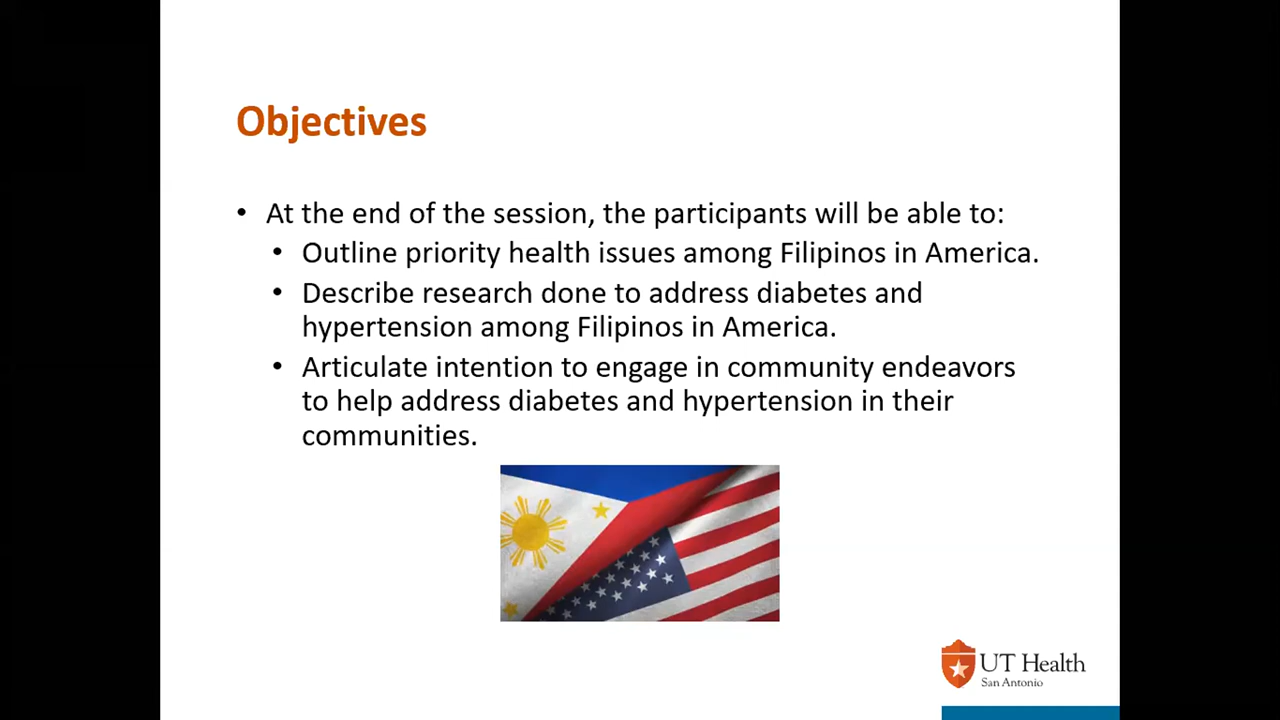 Objectives
• At the end of the session, the participants will be able to:
• Outline priority health issues among Filipinos in America.
• Describe research done to address diabetes and
hypertension among Filipinos in America.
• Articulate intention to engage in community endeavors
to help address diabetes and hypertension in their
communities.
UT Health
San Antonio